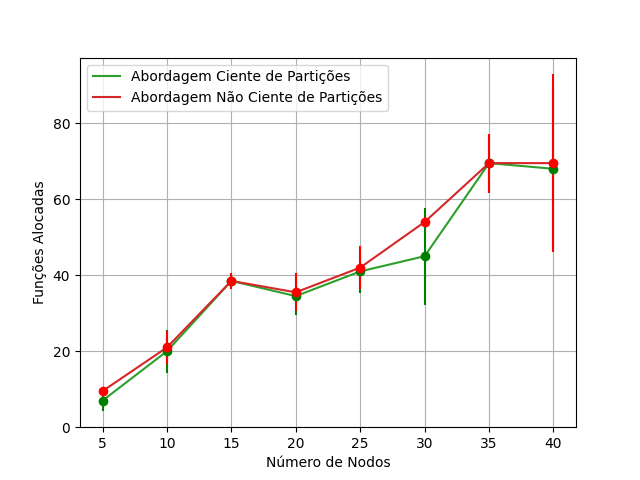 Abordagem Ciente de Partições
Abordagem Não Ciente de Partições
Funções Alocadas
80
60
40
20
0
5 10 15 20 25 30 35 40
Número de Nodos